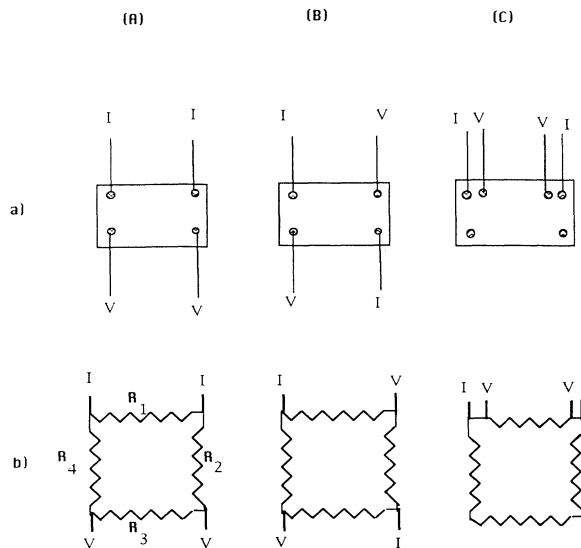 (A) (B) (C)
I I I V I V V I
a)
V V V I
I I I V I V V
R1
b) R4 R2
R3
V V V I